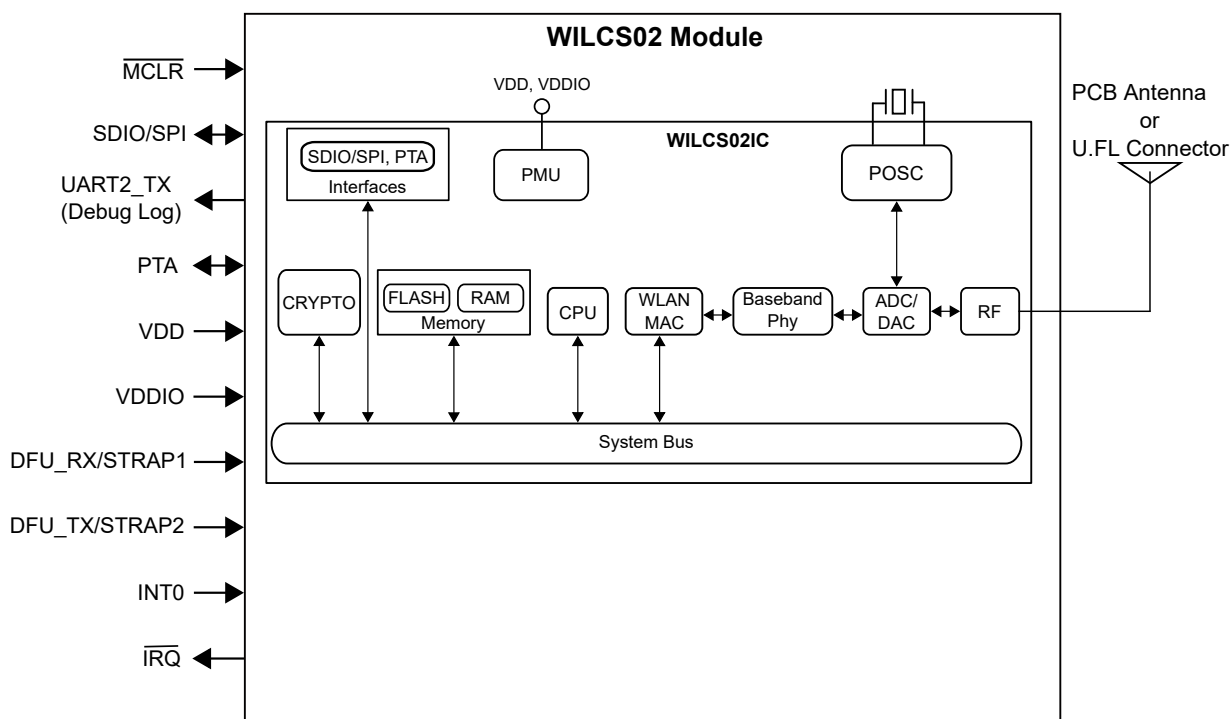 WILCS02 Module
MCLR
SDIO/SPI
UART2_TX
(Debug Log)
PTA
VDD
VDDIO
DFU_RX/STRAP1
DFU_TX/STRAP2
INT0
IRQ
VDD, VDDIO
WILCS02IC
SDIO/SPI, PTA
Interfaces
PMU
POSC
CRYPTO
FLASH
RAM
Memory
CPU
WLAN
MAC
Baseband
Phy
ADC/
DAC
RF
System Bus
PCB Antenna
or
U.FL Connector